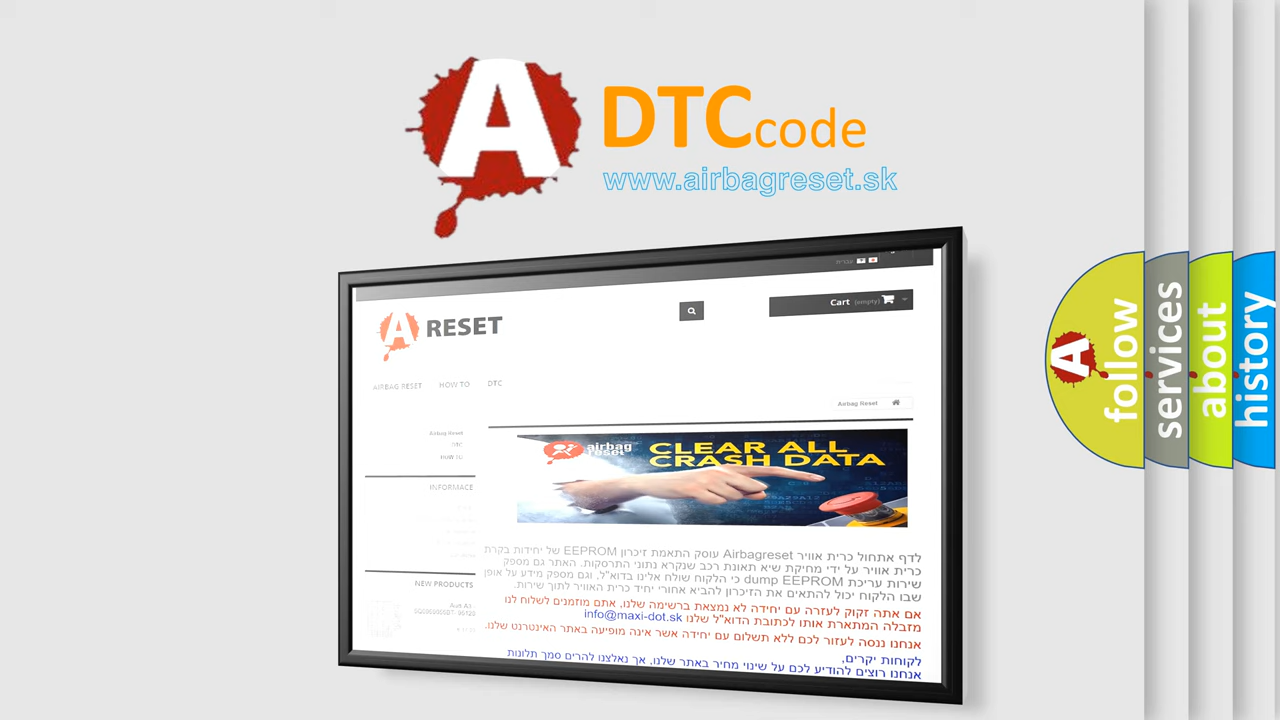 A DTC code
www.airbagreset.sk
A RESET
Cart (empty)
AIRBAG RESET HOW TO DTC
Airbag Reset
Airbag Reset
DTC
HOW TO
INFORMACE
NEW PRODUCTS
Audi A3 -
airbag
reset
CLEAR ALL
CRASH DATA
לדף אתחול כרית אוויר Airbagreset עוסק התאמת זיכרון EEPROM של יחידות בקרת
כרית אוויר על ידי מחיקת שיא תאונת רכב שנקרא נתוני התרסקות. האתר גם מספק
שירות עריכת dump EEPROM כי הלקוח שולח אלינו בדוא"ל, וגם מספק מידע על אופן
שבו הלקוח יכול להתאים את הזיכרון להביא אחורי יחיד כרית האוויר לתוך שירות.
אם אתה זקוק לעזרה עם יחידה לא נמצאת ברשימה שלנו, אתם מוזמנים לשלוח לנו
מזבלה המתארת אותו לכתובת הדוא"ל שלנו info@maxi-dot.sk
אנחנו ננסה לעזור לכם ללא תשלום עם יחידה אשר אינה מופיעה באתר האינטרנט שלנו.
לקוחות יקרים,
אנחנו רוצים להודיע לכם על שינוי מחיר באתר שלנו, אך נאלצנו להרים סמך תלונות
A follow
services
about
history